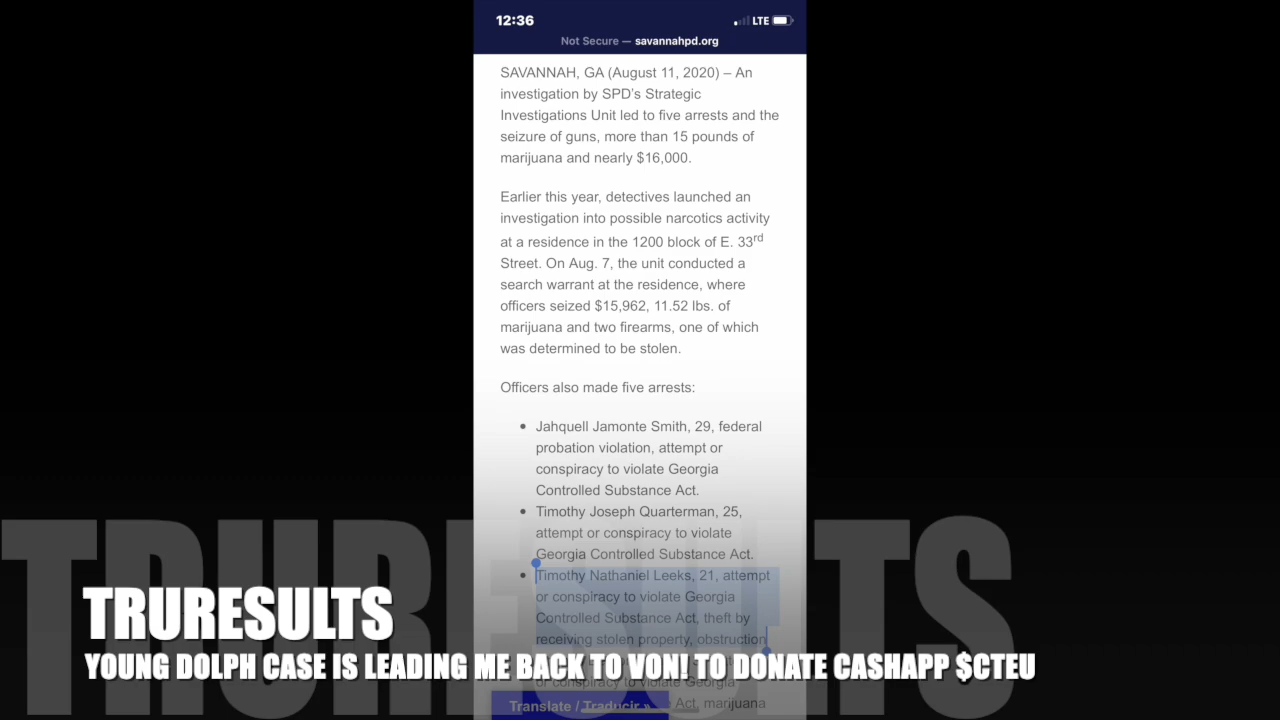 12:36
LTE
Not Secure — savannahpd.org
SAVANNAH, GA (August 11, 2020) – An
investigation by SPD's Strategic
Investigations Unit led to five arrests and the
seizure of guns, more than 15 pounds of
marijuana and nearly $16,000.
Earlier this year, detectives launched an
investigation into possible narcotics activity
at a residence in the 1200 block of E. 33rd
Street. On Aug. 7, the unit conducted a
search warrant at the residence, where
officers seized $15,962, 11.52 lbs. of
marijuana and two firearms, one of which
was determined to be stolen.
Officers also made five arrests:
• Jahquell Jamonte Smith, 29, federal
probation violation, attempt or
conspiracy to violate Georgia
Controlled Substance Act.
• Timothy Joseph Quarterman, 25,
attempt or conspiracy to violate
Georgia Controlled Substance Act.
• Timothy Nathaniel Leeks, 21, attempt
or conspiracy to violate Georgia
Controlled Substance Act, theft by
receiving stolen property, obstruction
or conspiracy to violate Georgia
Act, marijuana
Translate / Traducir »
TRURESULTS
TRURESULTS
YOUNG DOLPH CASE IS LEADING ME BACK TO VON! TO DONATE CASHAPP $CTEU